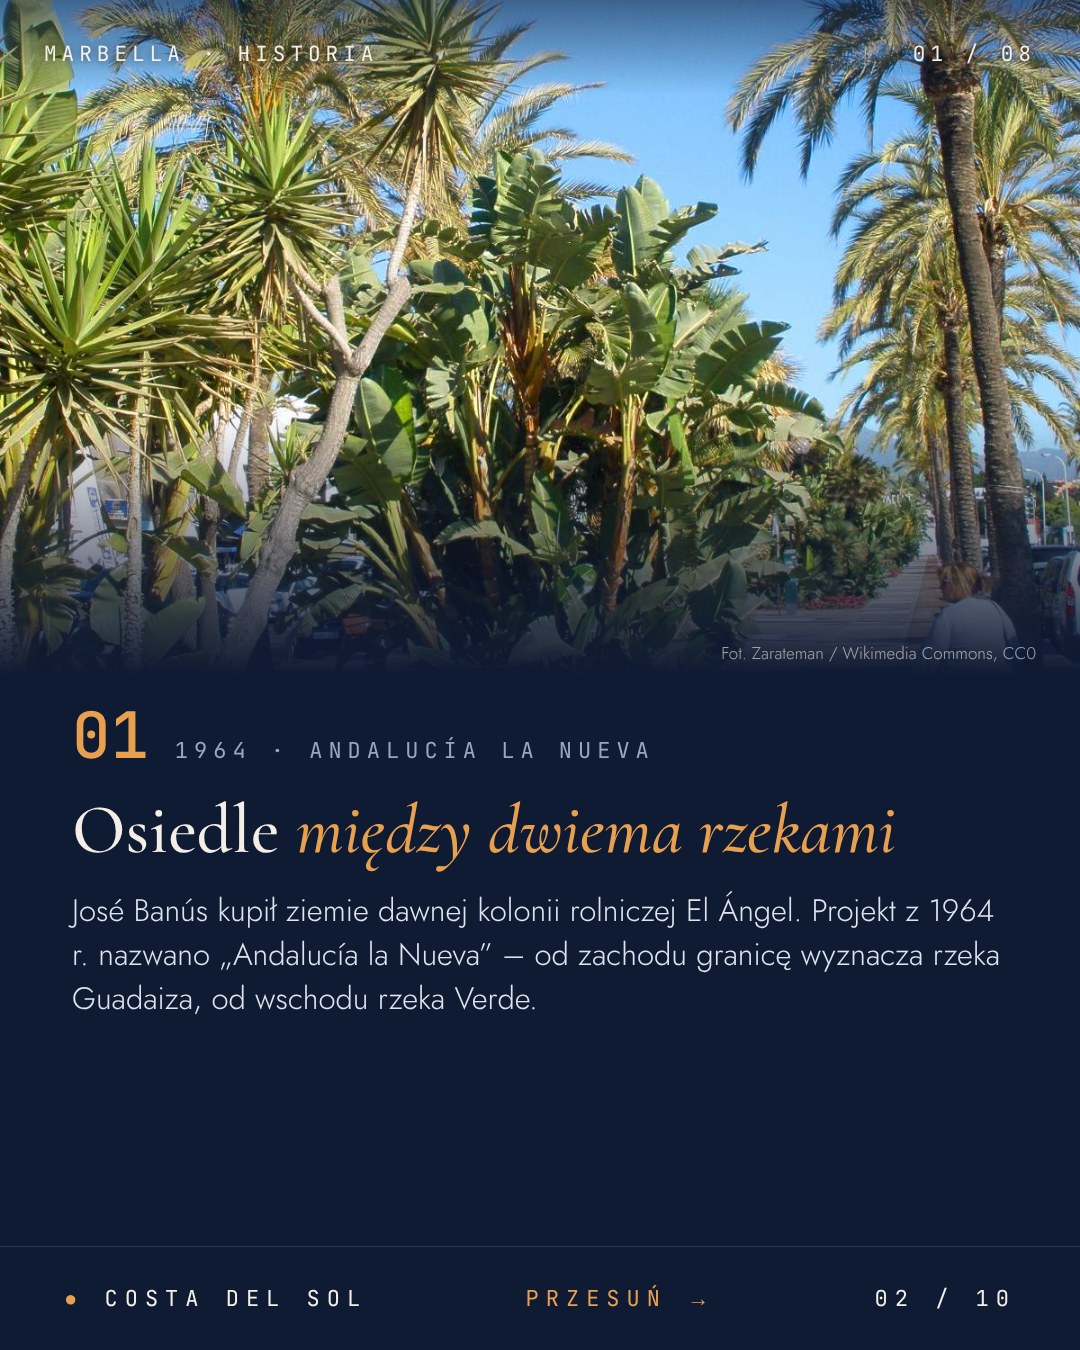 MARBELLA · HISTORIA
01 / 08
Fot. Zarateman / Wikimedia Commons, CC0
01 1964 · ANDALUCÍA LA NUEVA
Osiedle między dwiema rzekami
José Banús kupił ziemie dawnej kolonii rolniczej El Ángel. Projekt z 1964
r. nazwano „Andalucía la Nueva” – od zachodu granicę wyznacza rzeka
Guadaiza, od wschodu rzeka Verde.
• COSTA DEL SOL
PRZESUŃ →
02 / 10